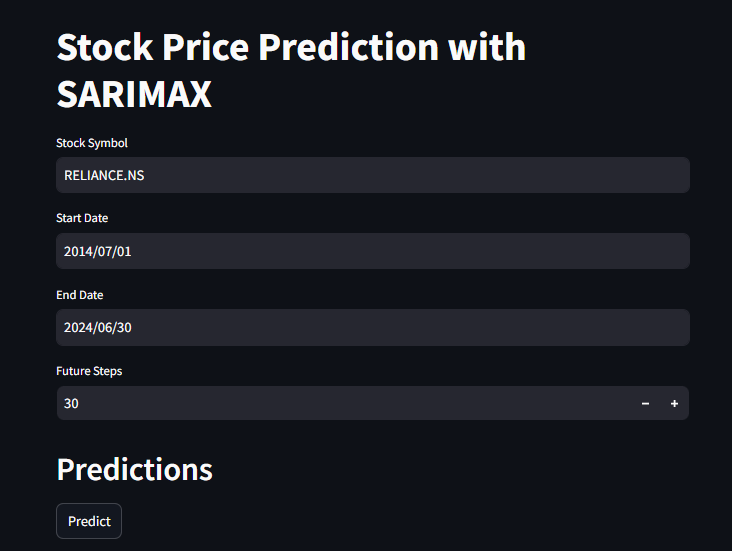 Stock Price Prediction with
SARIMAX
Stock Symbol
RELIANCE.NS
Start Date
2014/07/01
End Date
2024/06/30
Future Steps
30
Predictions
Predict